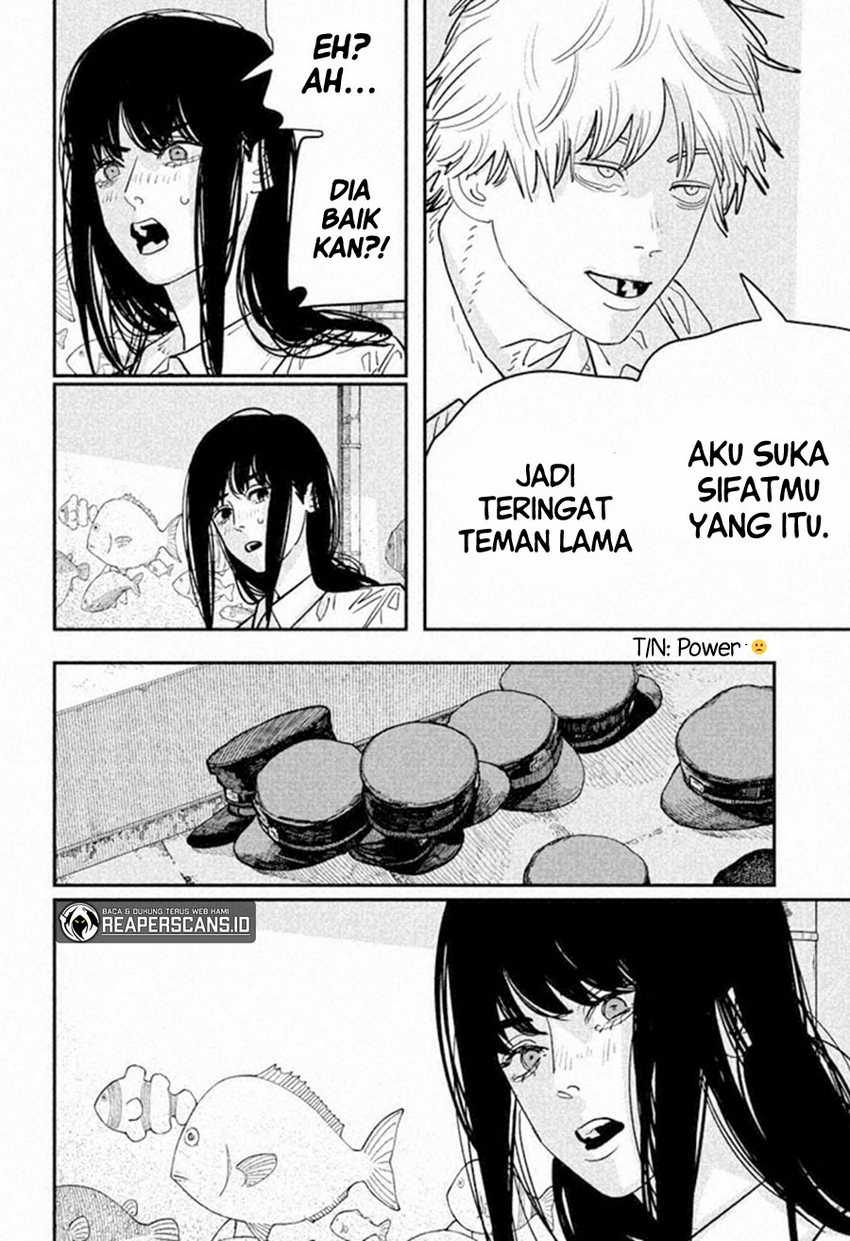 AKU SUKA
SIFATMU
YANG ITU.
JADI
TERINGAT
TEMAN LAMA
T/N: Power - 🙁
EH?
AH...
DIA
BAIK
KAN?!
BACA & DUKUNG TERUS WEB HAMI
REAPERSCANS.ID